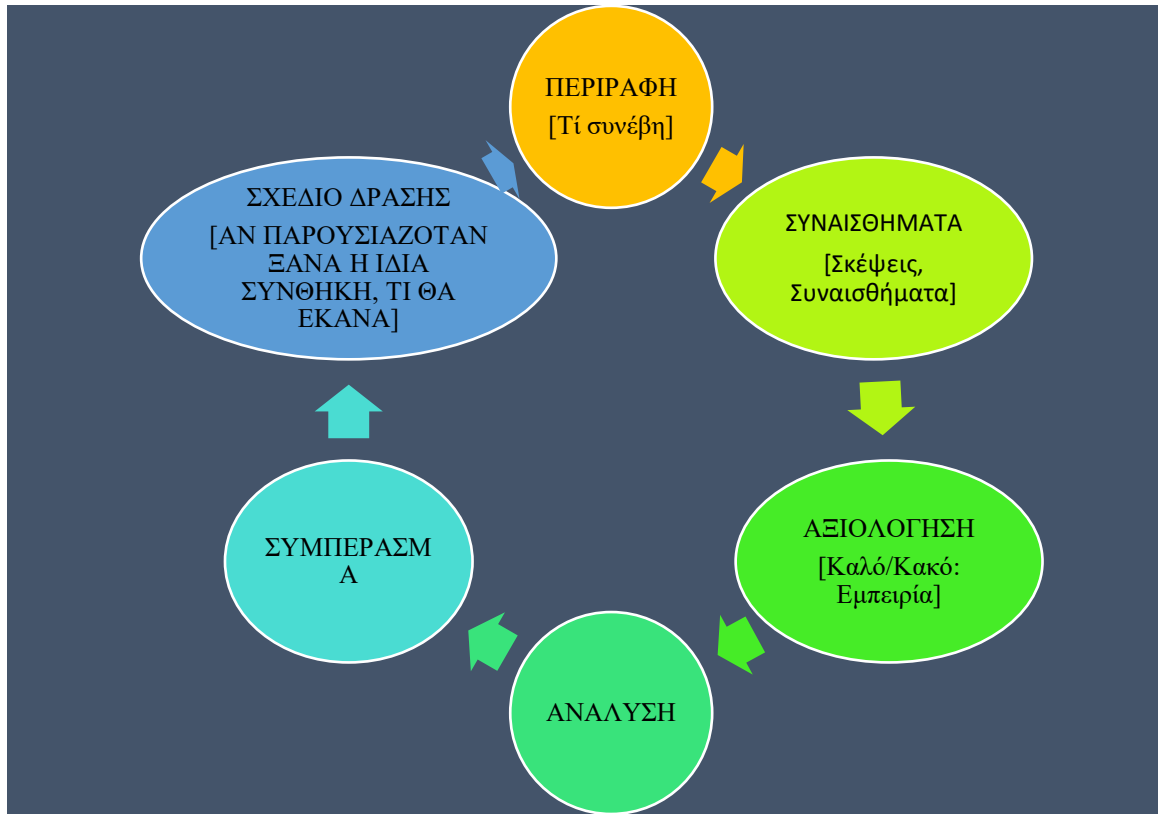 ΠΕΡΙΡΑΦΗ
[Τί συνέβη]
ΣΥΝΑΙΣΘΗΜΑΤΑ
[Σκέψεις,
Συναισθήματα]
ΑΞΙΟΛΟΓΗΣΗ
[Καλό/Κακό:
Εμπειρία]
ΑΝΑΛΥΣΗ
ΣΥΜΠΕΡΑΣΜ
Α
ΣΧΕΔΙΟ ΔΡΑΣΗΣ
[ΑΝ ΠΑΡΟΥΣΙΑΖΟΤΑΝ
ΞΑΝΑ Η ΙΔΙΑ
ΣΥΝΘΗΚΗ, ΤΙ ΘΑ
ΕΚΑΝΑ]